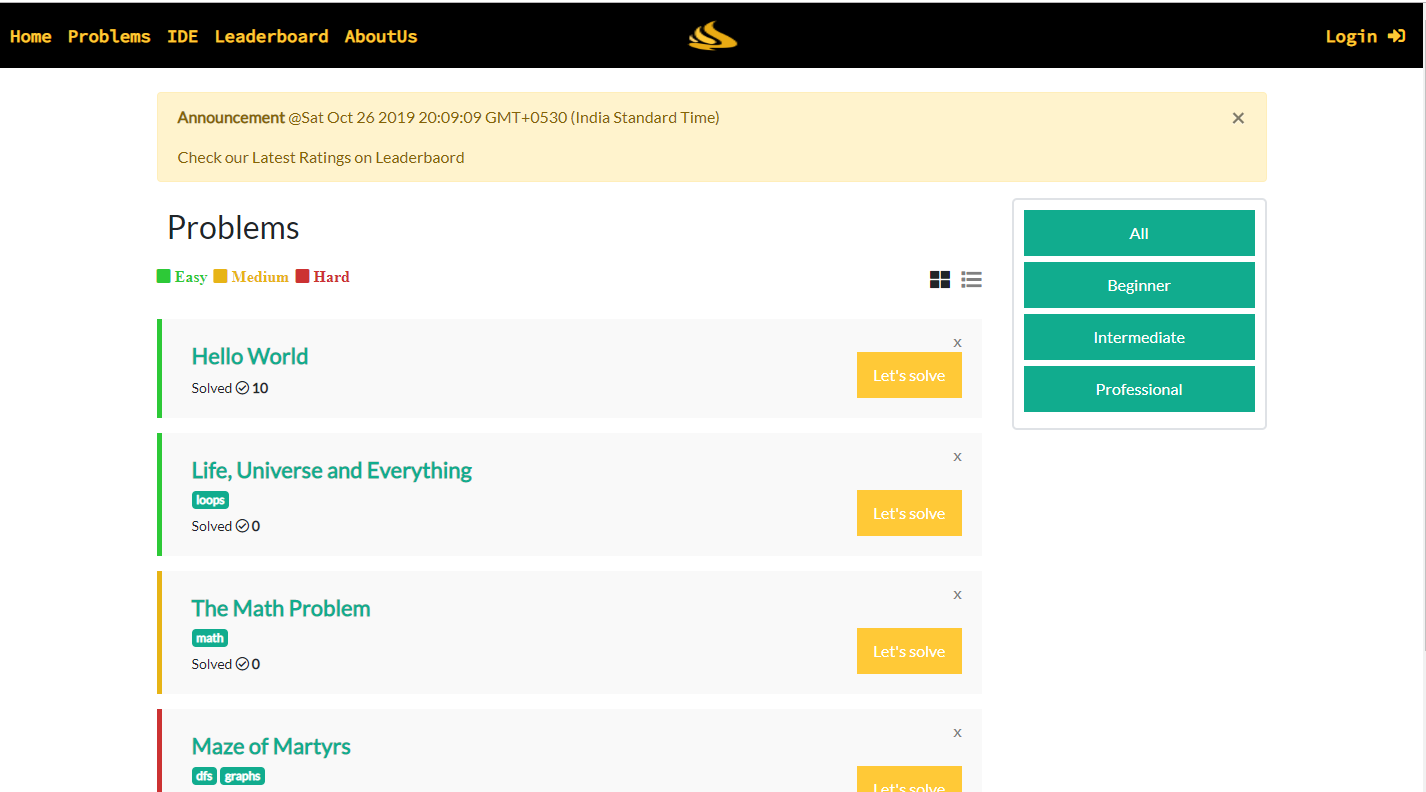 Home Problems IDE Leaderboard AboutUs
Login
Announcement @Sat Oct 26 2019 20:09:09 GMT+0530 (India Standard Time)
×
Check our Latest Ratings on Leaderbaord
Problems
Easy Medium Hard
Hello World
Solved 10
x
Let's solve
Life, Universe and Everything
loops
Solved 0
x
Let's solve
The Math Problem
math
Solved 0
x
Let's solve
Maze of Martyrs
dfs graphs
x
Let's solve
All
Beginner
Intermediate
Professional